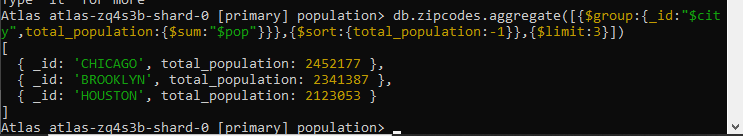 Type "it" for more
Atlas atlas-zq4s3b-shard-0 [primary] population> db.zipcodes.aggregate([{$group:{_id:"$cit
y",total_population:{$sum:"$pop"}}},{$sort:{total_population:-1}},{$limit:3}])
[
  { _id: 'CHICAGO', total_population: 2452177 },
  { _id: 'BROOKLYN', total_population: 2341387 },
  { _id: 'HOUSTON', total_population: 2123053 }
]
Atlas atlas-zq4s3b-shard-0 [primary] population>